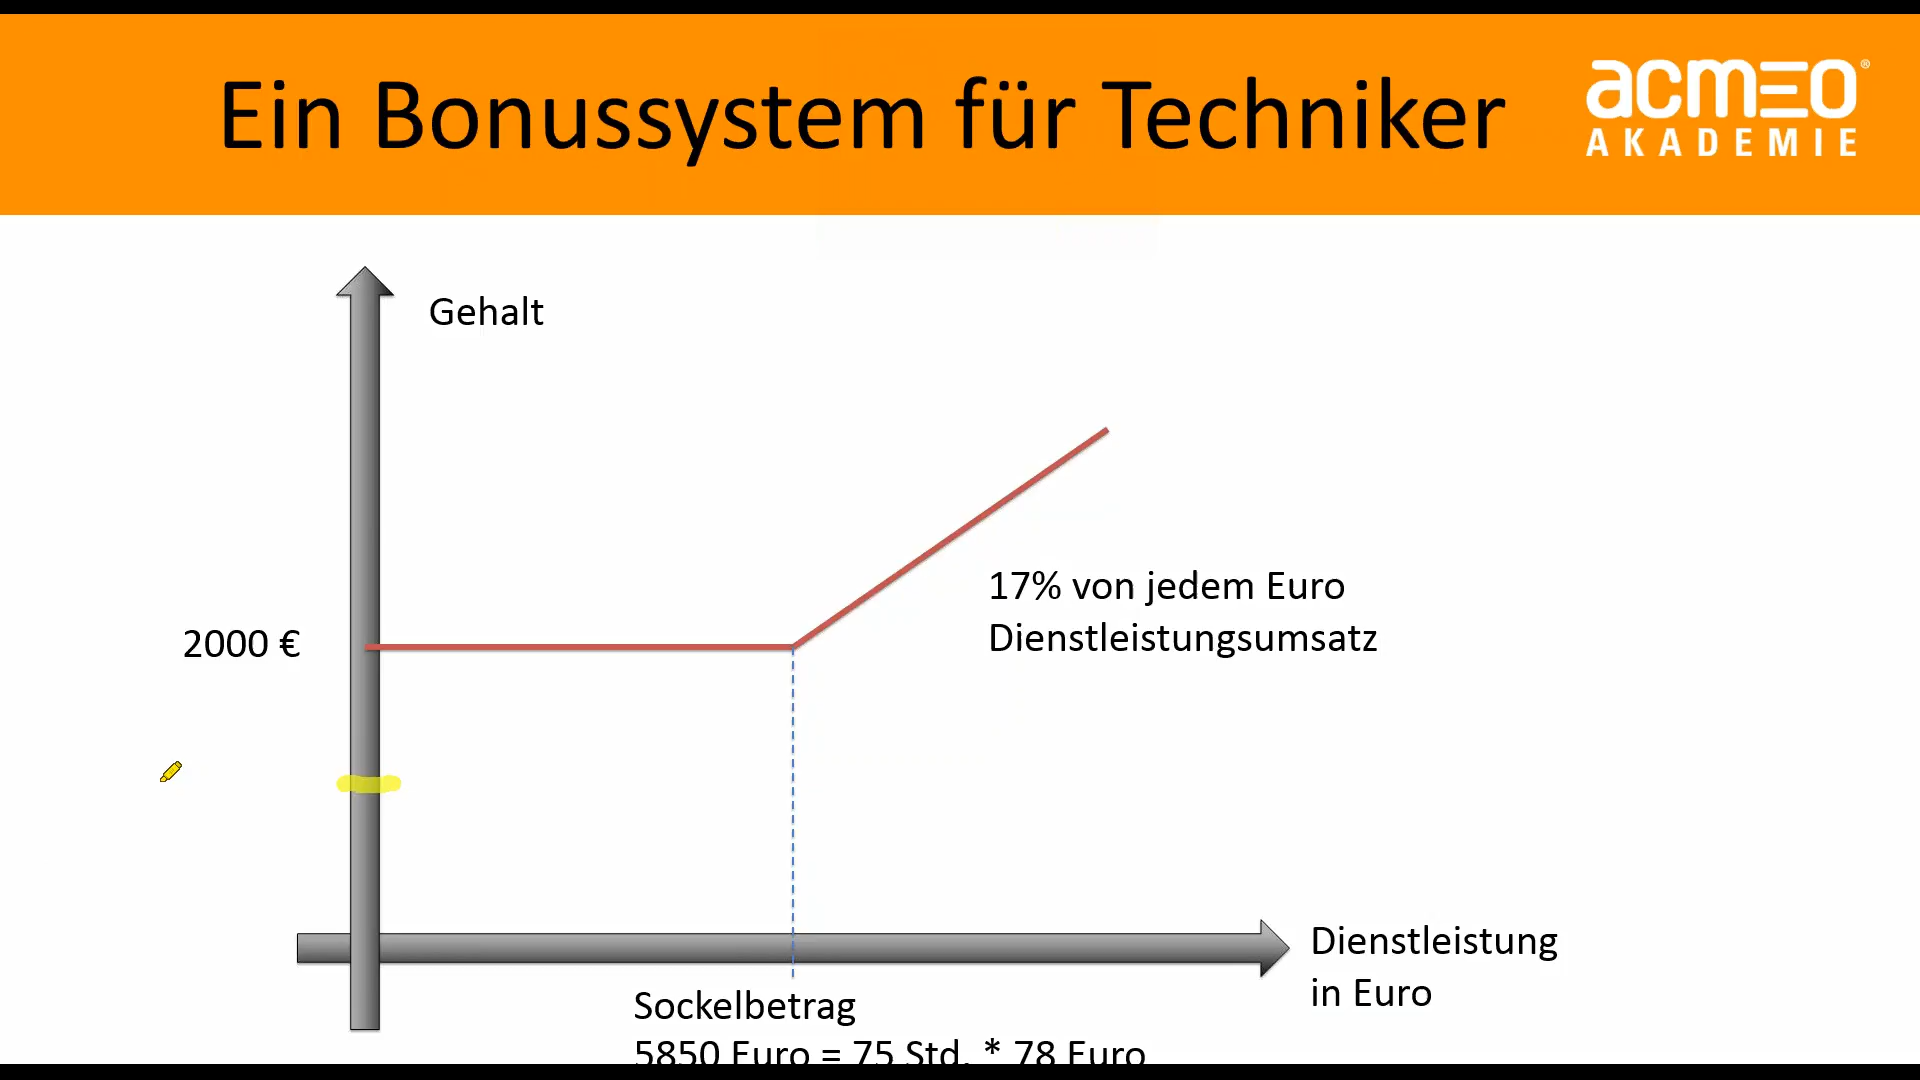 Ein Bonussystem für Techniker
acmeo®
AKADEMIE
Gehalt
17% von jedem Euro
Dienstleistungsumsatz
2000 €
Dienstleistung
in Euro
Sockelbetrag
5850 Euro = 75 Std. * 78 Euro